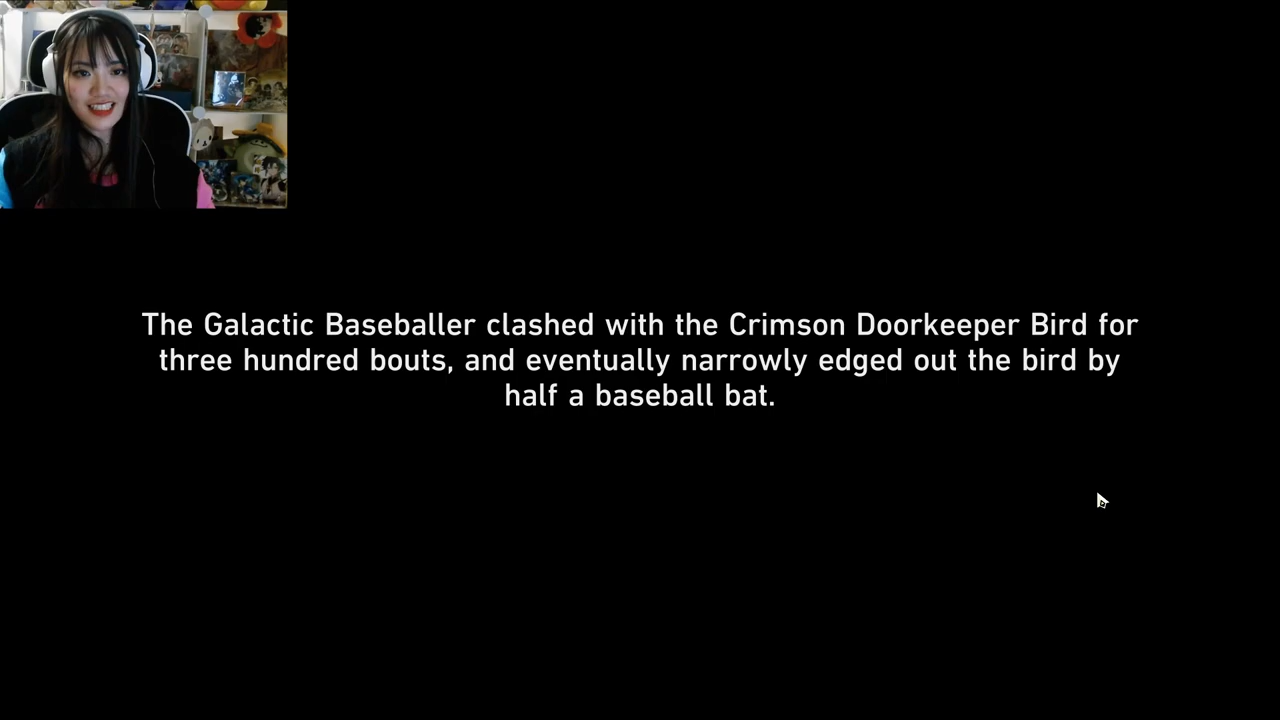 The Galactic Baseballer clashed with the Crimson Doorkeeper Bird for
three hundred bouts, and eventually narrowly edged out the bird by
half a baseball bat.